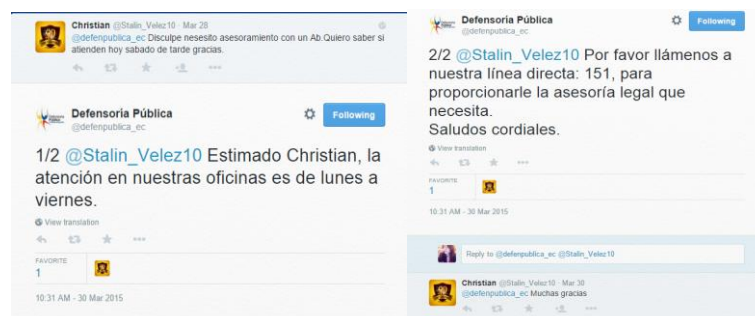 Christian @Stalin_Velez10 · Mar 28
@defenpublica_ec Disculpe nesesito asesoramiento con un Ab.Quiero saber si
atienden hoy sabado de tarde gracias.
Defensoria Pública
@defenpublica_ec
Following
1/2 @Stalin_Velez10 Estimado Christian, la
atención en nuestras oficinas es de lunes a
viernes.
View translation
FAVORITE
1
10:31 AM - 30 Mar 2015
Defensoria Pública
@defenpublica_ec
Following
2/2 @Stalin_Velez10 Por favor llámenos a
nuestra línea directa: 151, para
proporcionarle la asesoría legal que
necesita.
Saludos cordiales.
View translation
FAVORITE
1
10:31 AM - 30 Mar 2015
Reply to @defenpublica_ec @Stalin_Velez10
Christian @Stalin_Velez10 · Mar 30
@defenpublica_ec Muchas gracias